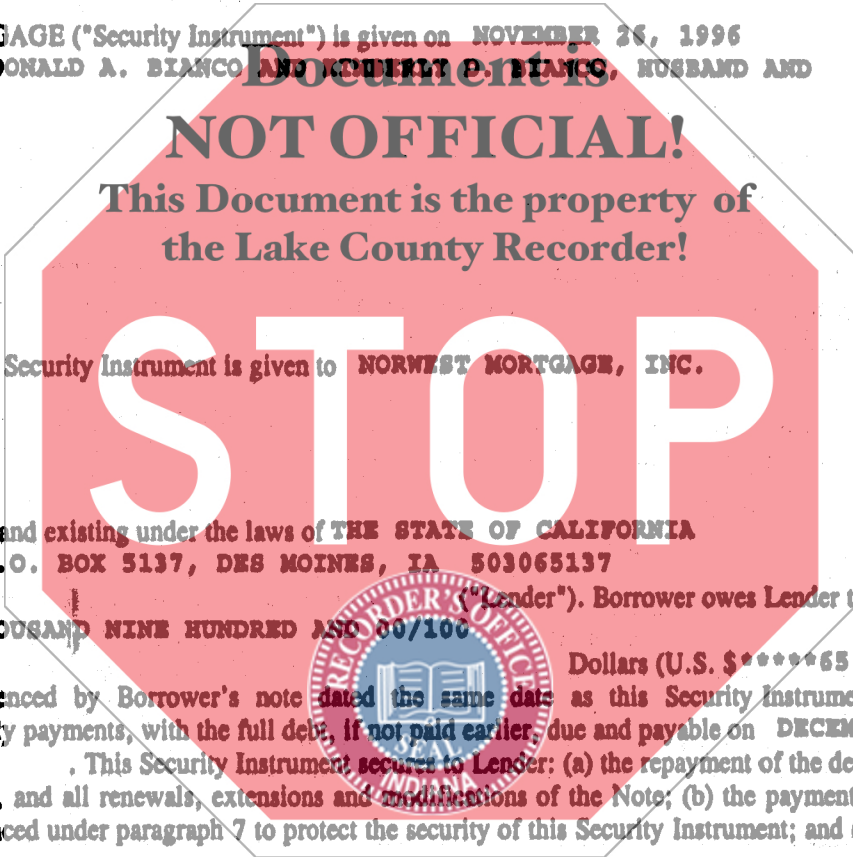 GAGE ("Security Instrument") is given on NOVEMBER 26, 1996
ONALD A. BIANCO AND KIMBERLY D. BIANCO, HUSBAND AND
Document is
NOT OFFICIAL!
This Document is the property of
the Lake County Recorder!
STOP
Security Instrument is given to NORWEST MORTGAGE, INC.
and existing under the laws of THE STATE OF CALIFORNIA
.O. BOX 5137, DES MOINES, IA 503065137
("Lender"). Borrower owes Lender t
OUSAND NINE HUNDRED AND 00/100
Dollars (U.S. $*****65
enced by Borrower's note dated the same date as this Security Instrume
y payments, with the full debt, if not paid earlier, due and payable on DECEM
. This Security Instrument secures to Lender: (a) the repayment of the de
, and all renewals, extensions and modifications of the Note; (b) the payment
ced under paragraph 7 to protect the security of this Security Instrument; and
RECORDER'S OFFICE
SEAL
INDIANA